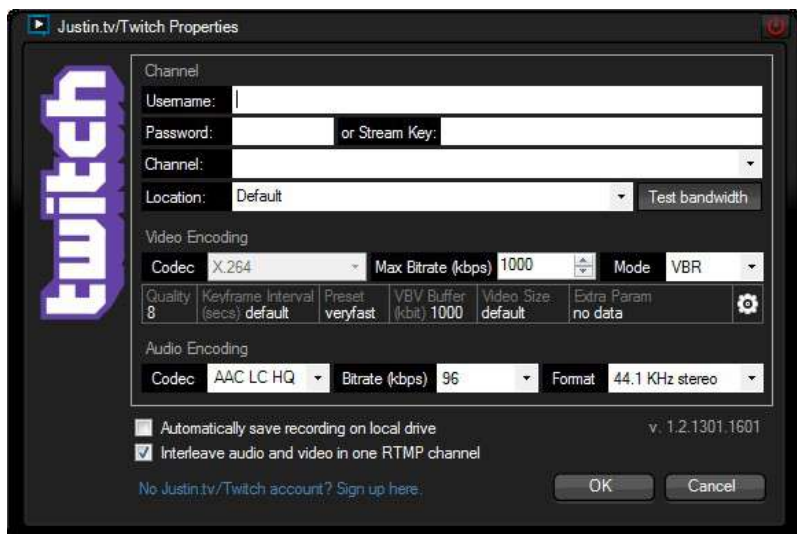 Justin.tv/Twitch Properties
twitch
Channel
Username:
Password: or Stream Key:
Channel:
Location: Default Test bandwidth
Video Encoding
Codec X.264 Max Bitrate (kbps) 1000 Mode VBR
Quality Keyframe Interval Preset VBV Buffer Video Size Extra Param
8 (secs) default veryfast (kbit) 1000 default no data
Audio Encoding
Codec AAC LC HQ Bitrate (kbps) 96 Format 44.1 KHz stereo
Automatically save recording on local drive v. 1.2.1301.1601
Interleave audio and video in one RTMP channel
No Justin.tv/Twitch account? Sign up here. OK Cancel